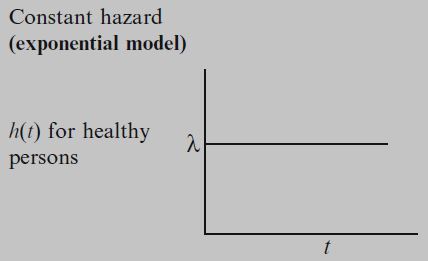 Constant hazard
(exponential model)
h(t) for healthy
persons
λ
t